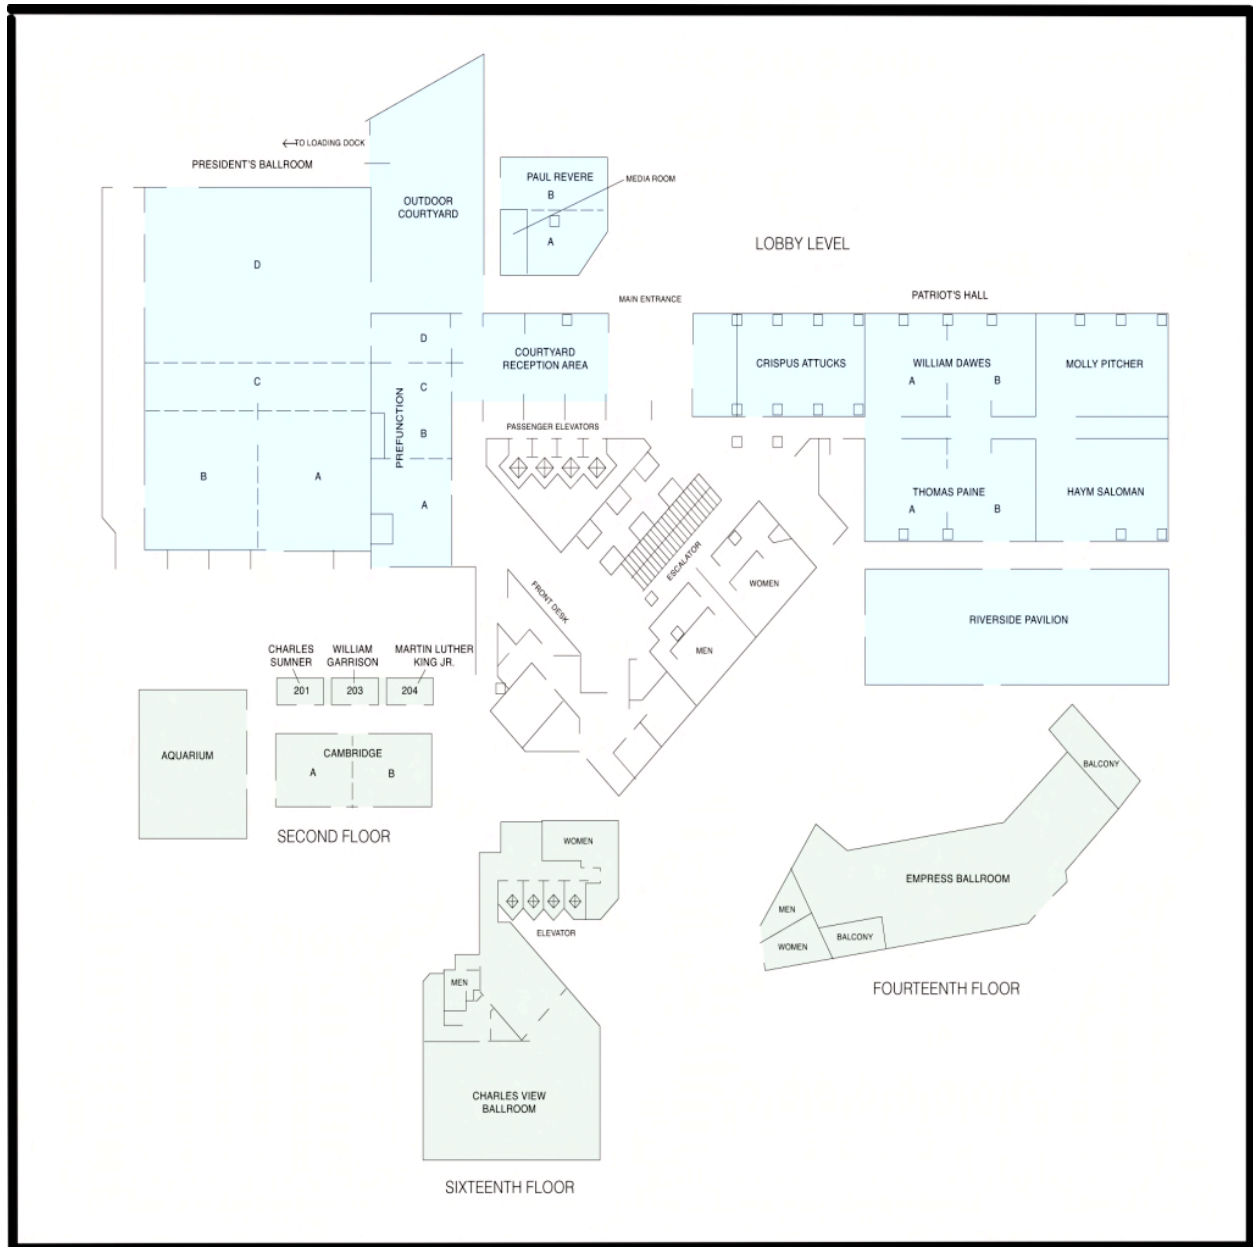 TO LOADING DOCK
PRESIDENT'S BALLROOM
OUTDOOR
COURTYARD
PAUL REVERE
B
A
MEDIA ROOM
LOBBY LEVEL
D
C
B
A
MAIN ENTRANCE
PATRIOT'S HALL
D
C
B
A
PREFUNCTION
COURTYARD
RECEPTION AREA
CRISPUS ATTUCKS
WILLIAM DAWES
A
B
MOLLY PITCHER
PASSENGER ELEVATORS
THOMAS PAINE
A
B
HAYM SALOMAN
ESCALATOR
FRONT DESK
WOMEN
MEN
RIVERSIDE PAVILION
CHARLES
SUMNER
WILLIAM
GARRISON
MARTIN LUTHER
KING JR.
201
203
204
AQUARIUM
CAMBRIDGE
A
B
SECOND FLOOR
BALCONY
EMPRESS BALLROOM
MEN
WOMEN
BALCONY
FOURTEENTH FLOOR
WOMEN
ELEVATOR
MEN
CHARLES VIEW
BALLROOM
SIXTEENTH FLOOR